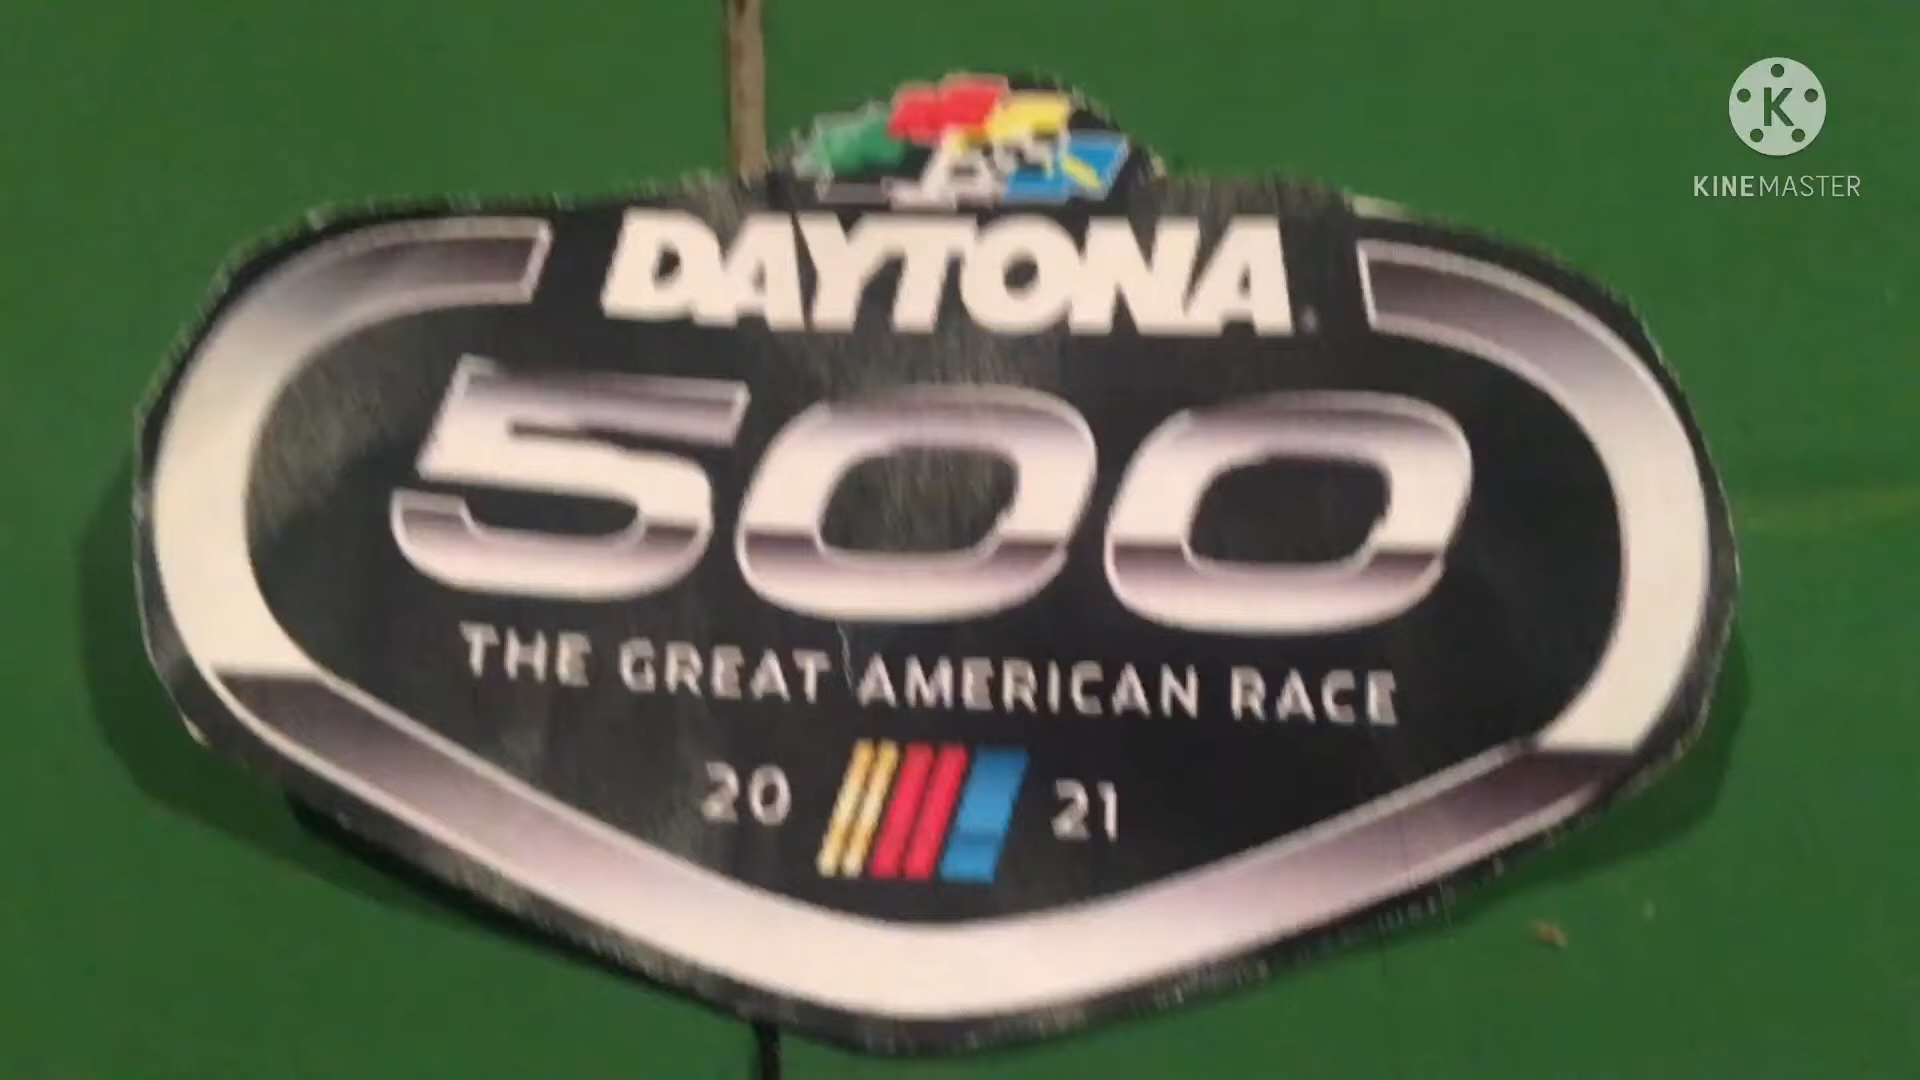 K
KINEMASTER
DAYTONA
500
THE GREAT AMERICAN RACE
20 21